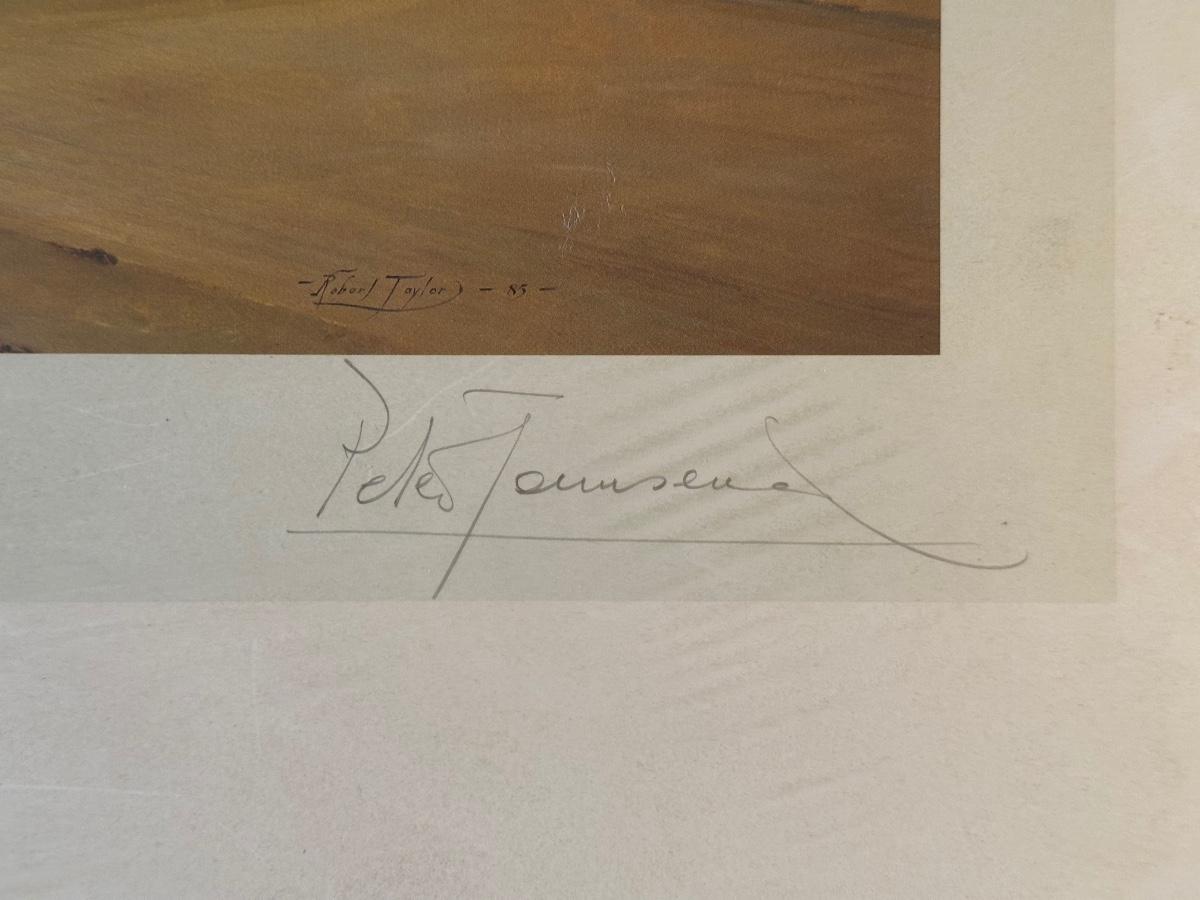 - Robert Taylor - 85 -
Peter Townsend